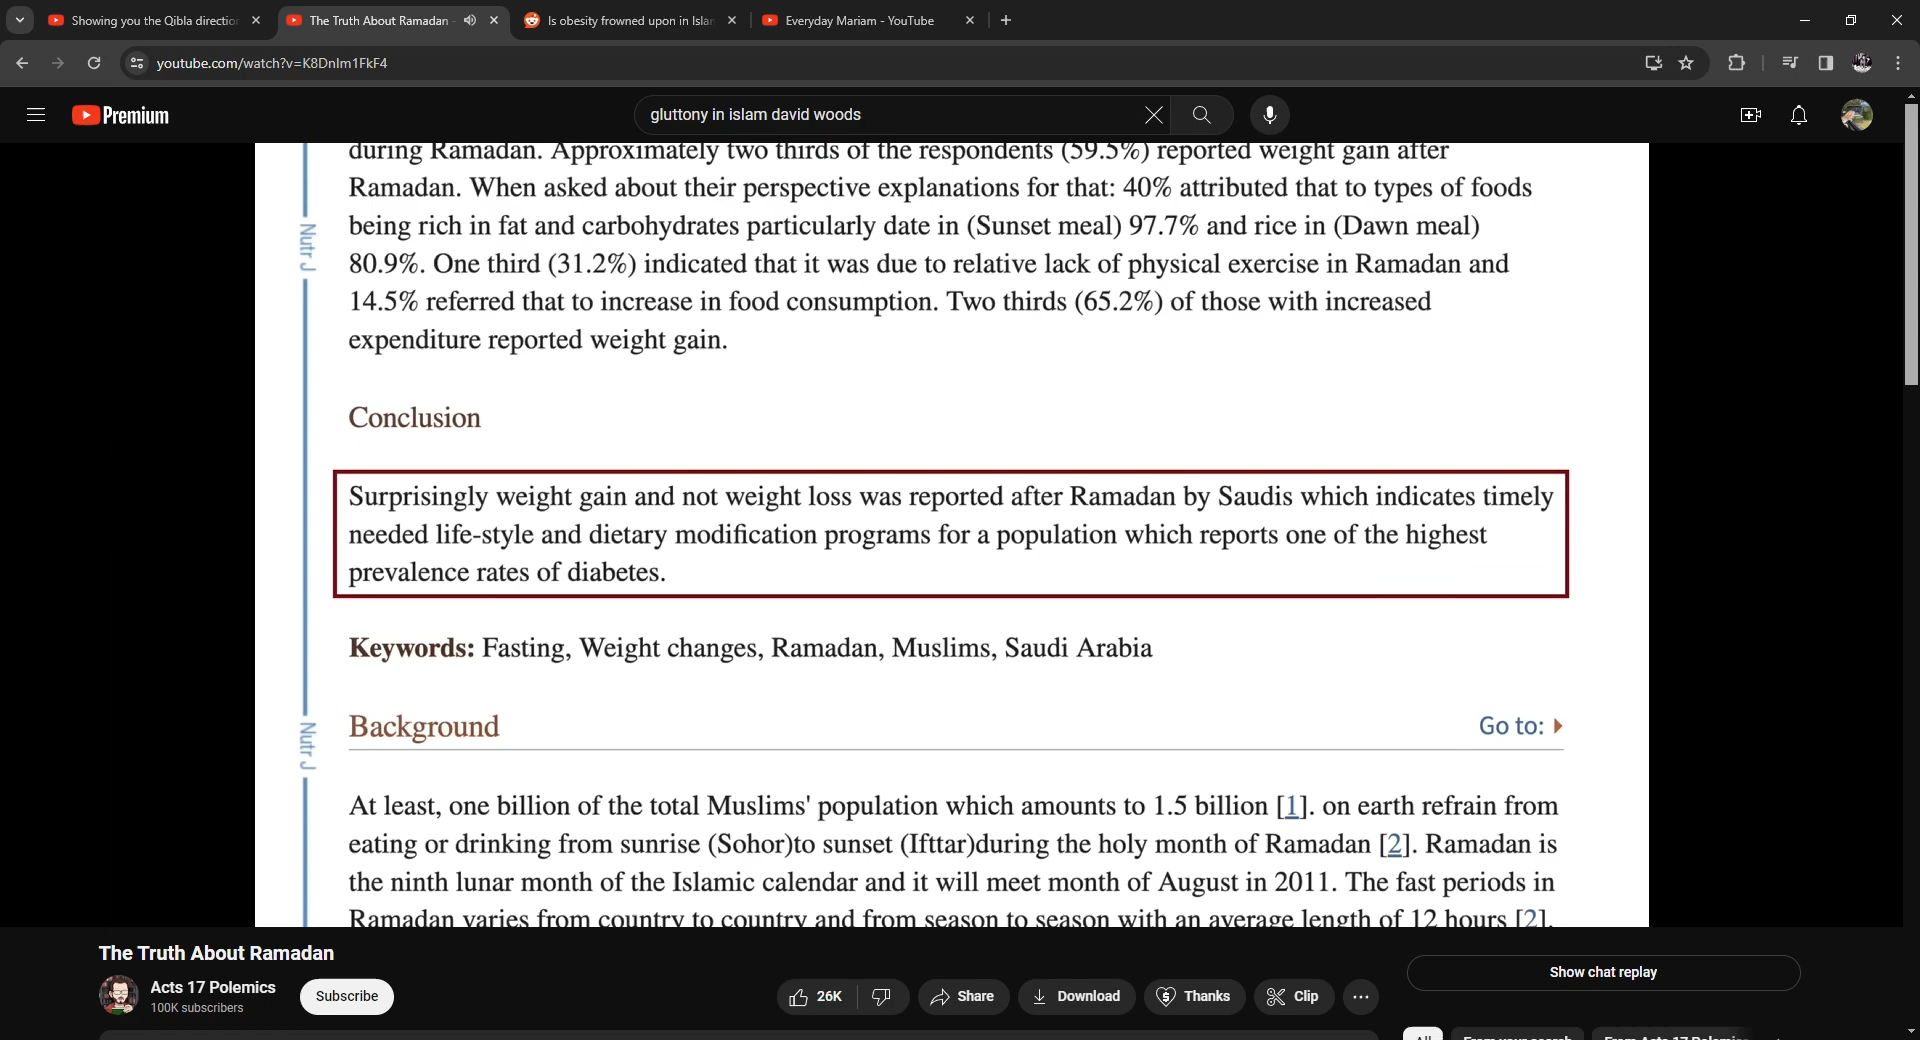 Showing you the Qibla directio
The Truth About Ramadan -
Is obesity frowned upon in Islar
Everyday Mariam - YouTube
youtube.com/watch?v=K8DnIm1FkF4
Premium
gluttony in islam david woods
during Ramadan. Approximately two thirds of the respondents (59.5%) reported weight gain after
Ramadan. When asked about their perspective explanations for that: 40% attributed that to types of foods
being rich in fat and carbohydrates particularly date in (Sunset meal) 97.7% and rice in (Dawn meal)
80.9%. One third (31.2%) indicated that it was due to relative lack of physical exercise in Ramadan and
14.5% referred that to increase in food consumption. Two thirds (65.2%) of those with increased
expenditure reported weight gain.
Nutr J
Conclusion
Surprisingly weight gain and not weight loss was reported after Ramadan by Saudis which indicates timely
needed life-style and dietary modification programs for a population which reports one of the highest
prevalence rates of diabetes.
Keywords: Fasting, Weight changes, Ramadan, Muslims, Saudi Arabia
Background
Go to:
Nutr J
At least, one billion of the total Muslims' population which amounts to 1.5 billion [1]. on earth refrain from
eating or drinking from sunrise (Sohor)to sunset (Ifttar)during the holy month of Ramadan [2]. Ramadan is
the ninth lunar month of the Islamic calendar and it will meet month of August in 2011. The fast periods in
Ramadan varies from country to country and from season to season with an average length of 12 hours [2].
The Truth About Ramadan
Acts 17 Polemics
100K subscribers
Subscribe
26K
Share
Download
Thanks
Clip
Show chat replay
All
From your search
From Acts 17 Polemics